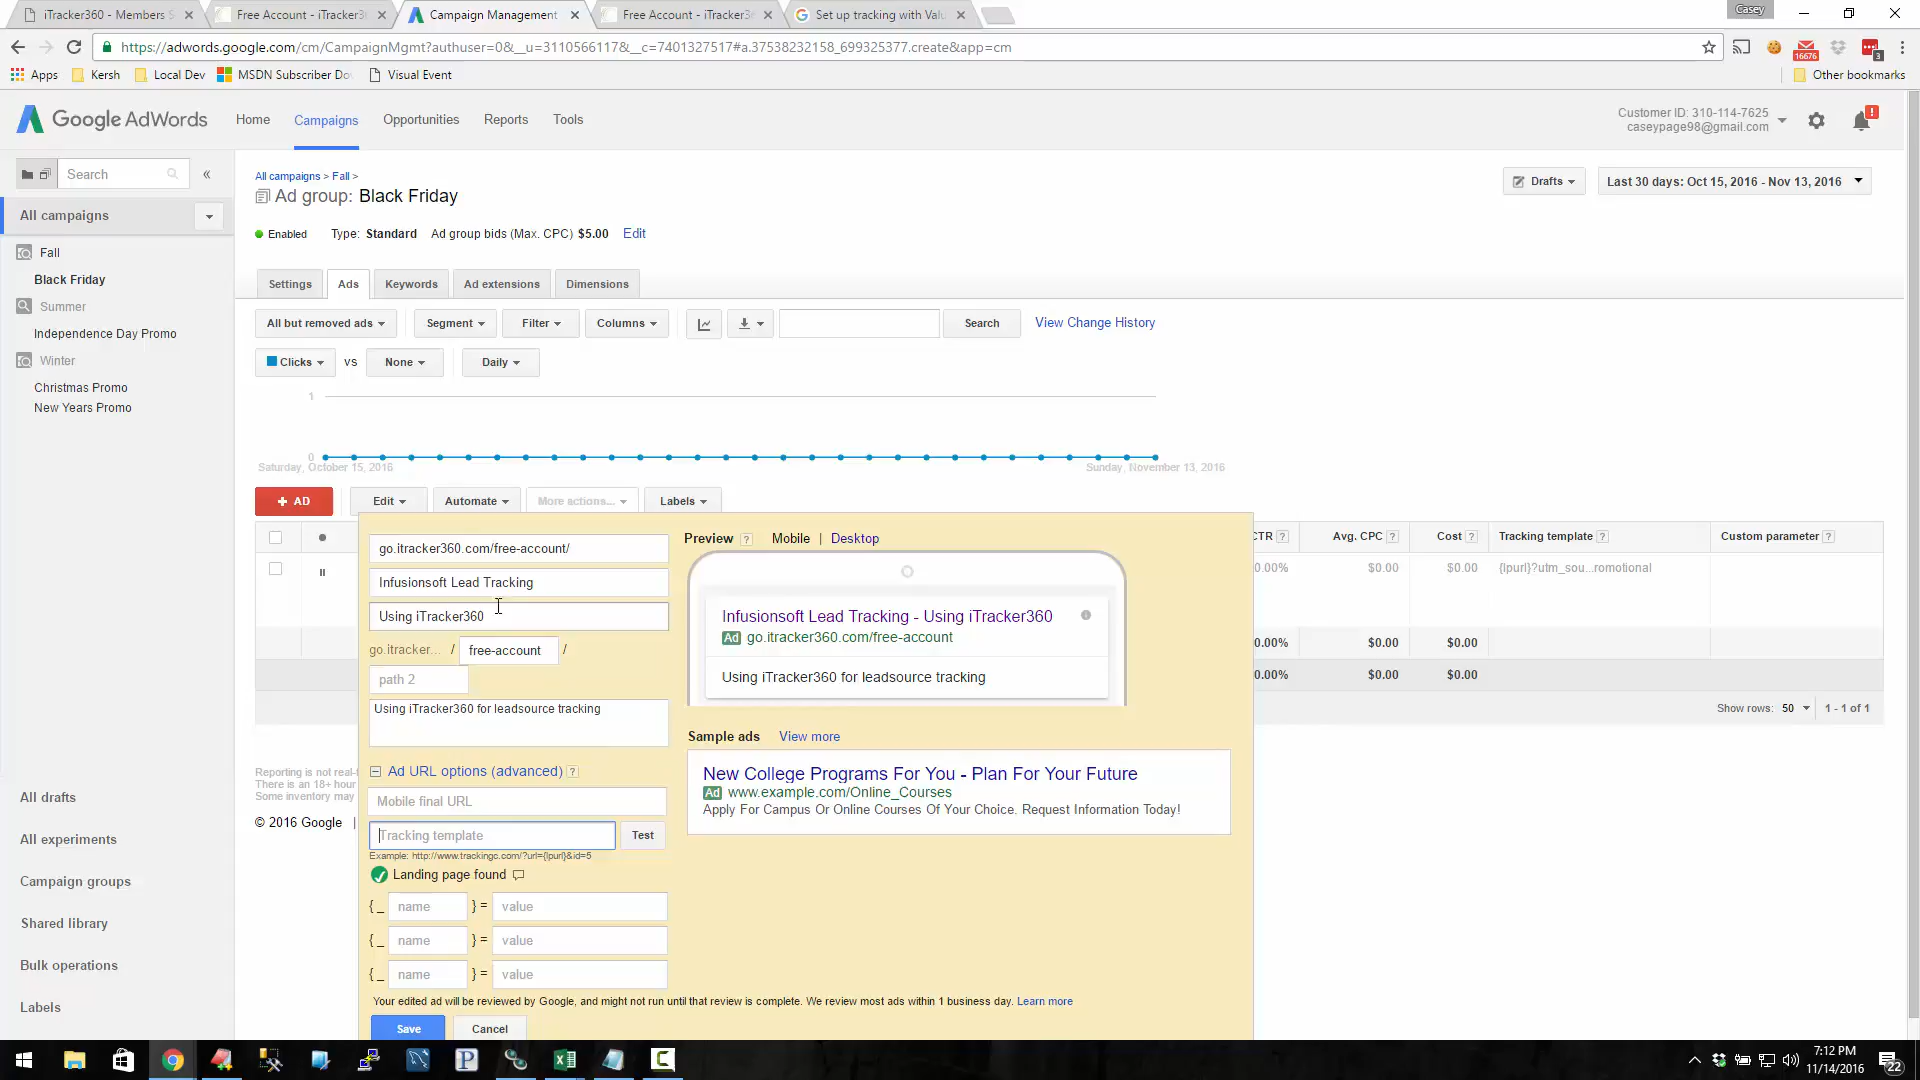 iTracker360 - Members S
Free Account - iTracker3
Campaign Management
Free Account - iTracker3
Set up tracking with Valu
Casey
https://adwords.google.com/cm/CampaignMgmt?authuser=0&__u=3110566117&__c=7401327517#a.37538232158_699325377.create&app=cm
16676
3
Apps
Kersh
Local Dev
MSDN Subscriber Do
Visual Event
Other bookmarks
Google AdWords
Home
Campaigns
Opportunities
Reports
Tools
Customer ID: 310-114-7625
caseypage98@gmail.com
!
Search
«
All campaigns > Fall >
Ad group: Black Friday
Drafts
Last 30 days: Oct 15, 2016 - Nov 13, 2016
All campaigns
Enabled
Type: Standard
Ad group bids (Max. CPC) $5.00
Edit
Fall
Black Friday
Summer
Independence Day Promo
Winter
Christmas Promo
New Years Promo
Settings
Ads
Keywords
Ad extensions
Dimensions
All but removed ads
Segment
Filter
Columns
Search
View Change History
Clicks
vs
None
Daily
1
0
Saturday, October 15, 2016
Sunday, November 13, 2016
+ AD
Edit
Automate
More actions...
Labels
CTR ?
Avg. CPC ?
Cost ?
Tracking template ?
Custom parameter ?
0.00%
$0.00
$0.00
{lpurl}?utm_sou...romotional
0.00%
$0.00
$0.00
0.00%
$0.00
$0.00
Show rows: 50
1 - 1 of 1
go.itracker360.com/free-account/
Infusionsoft Lead Tracking
Using iTracker360
go.itracker... / free-account /
path 2
Using iTracker360 for leadsource tracking
Ad URL options (advanced) ?
Mobile final URL
Tracking template
Test
Example: http://www.trackingc.com/?url={lpurl}&id=5
Landing page found
{ _ name } = value
{ _ name } = value
{ _ name } = value
Your edited ad will be reviewed by Google, and might not run until that review is complete. We review most ads within 1 business day. Learn more
Save
Cancel
Preview ?
Mobile | Desktop
Infusionsoft Lead Tracking - Using iTracker360
Ad go.itracker360.com/free-account
Using iTracker360 for leadsource tracking
Sample ads
View more
New College Programs For You - Plan For Your Future
Ad www.example.com/Online_Courses
Apply For Campus Or Online Courses Of Your Choice. Request Information Today!
Reporting is not real-t
There is an 18+ hour
Some inventory may
© 2016 Google |
All drafts
All experiments
Campaign groups
Shared library
Bulk operations
Labels
7:12 PM
11/14/2016
22